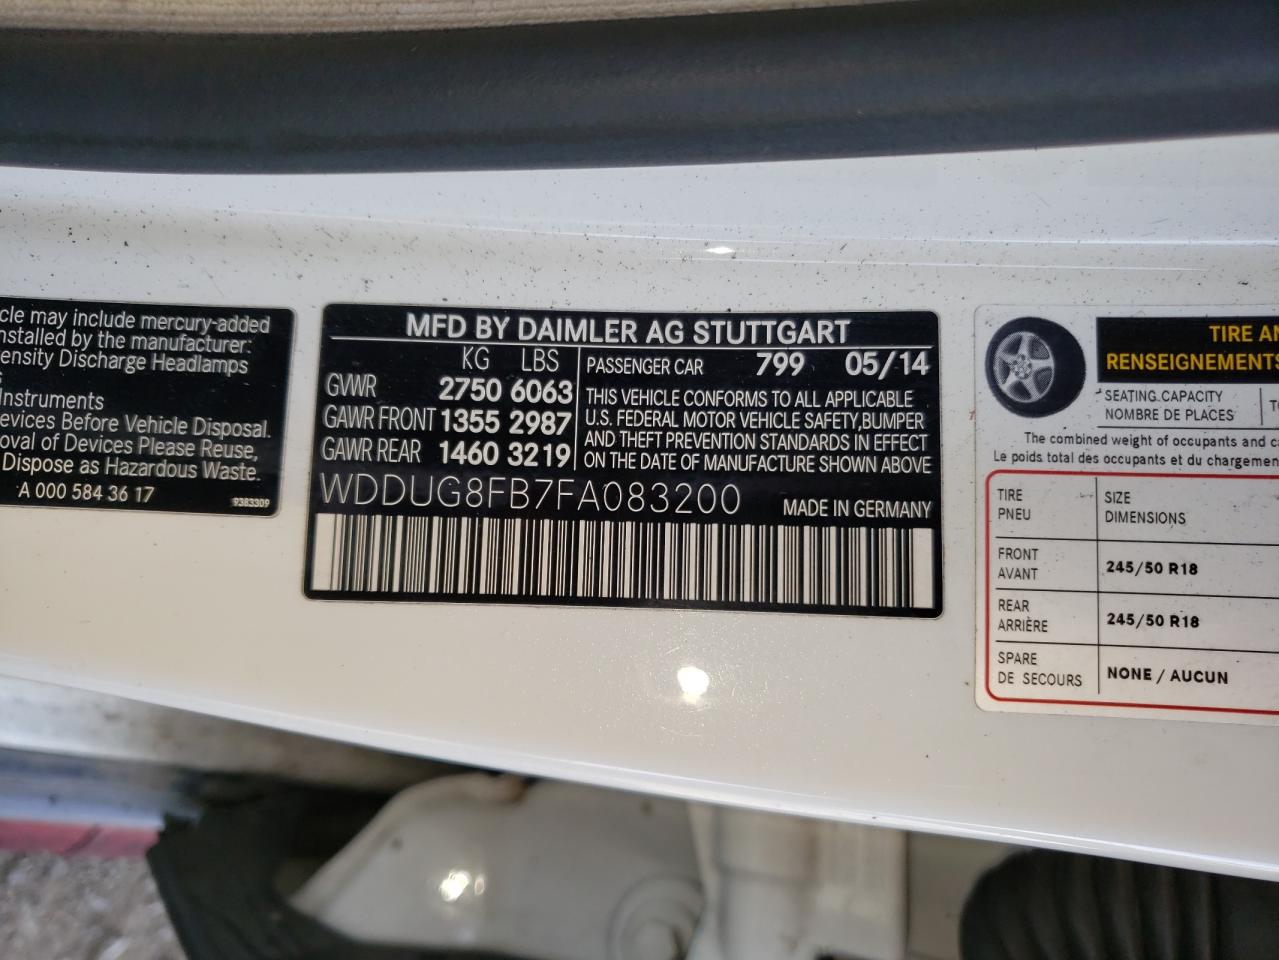 cle may include mercury-added
nstalled by the manufacturer:
ensity Discharge Headlamps
Instruments
evices Before Vehicle Disposal.
oval of Devices Please Reuse,
Dispose as Hazardous Waste.
A 000 584 36 17
9383309
MFD BY DAIMLER AG STUTTGART
KG LBS
GVWR 2750 6063
GAWR FRONT 1355 2987
GAWR REAR 1460 3219
PASSENGER CAR 799 05/14
THIS VEHICLE CONFORMS TO ALL APPLICABLE
U.S. FEDERAL MOTOR VEHICLE SAFETY,BUMPER
AND THEFT PREVENTION STANDARDS IN EFFECT
ON THE DATE OF MANUFACTURE SHOWN ABOVE
WDDUG8FB7FA083200
MADE IN GERMANY
TIRE AN
RENSEIGNEMENTS
SEATING CAPACITY
NOMBRE DE PLACES
The combined weight of occupants and c
Le poids total des occupants et du chargemen
TIRE
PNEU
SIZE
DIMENSIONS
FRONT
AVANT
245/50 R18
REAR
ARRIÈRE
245/50 R18
SPARE
DE SECOURS
NONE / AUCUN